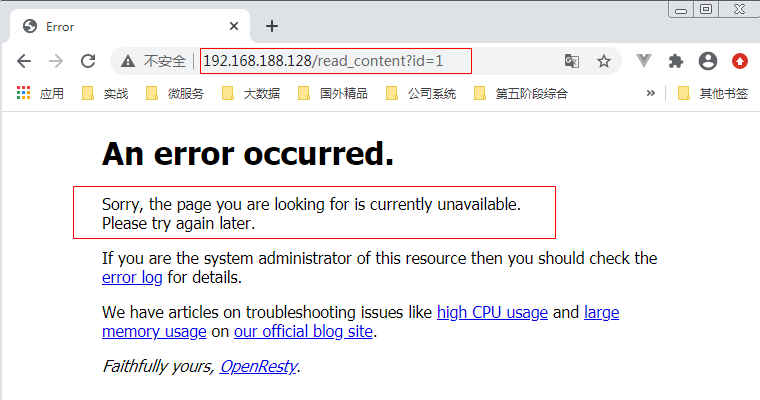 Error
不安全 192.168.188.128/read_content?id=1
应用 实战 微服务 大数据 国外精品 公司系统 第五阶段综合 » 其他书签
An error occurred.
Sorry, the page you are looking for is currently unavailable.
Please try again later.
If you are the system administrator of this resource then you should check the
error log for details.
We have articles on troubleshooting issues like high CPU usage and large
memory usage on our official blog site.
Faithfully yours, OpenResty.